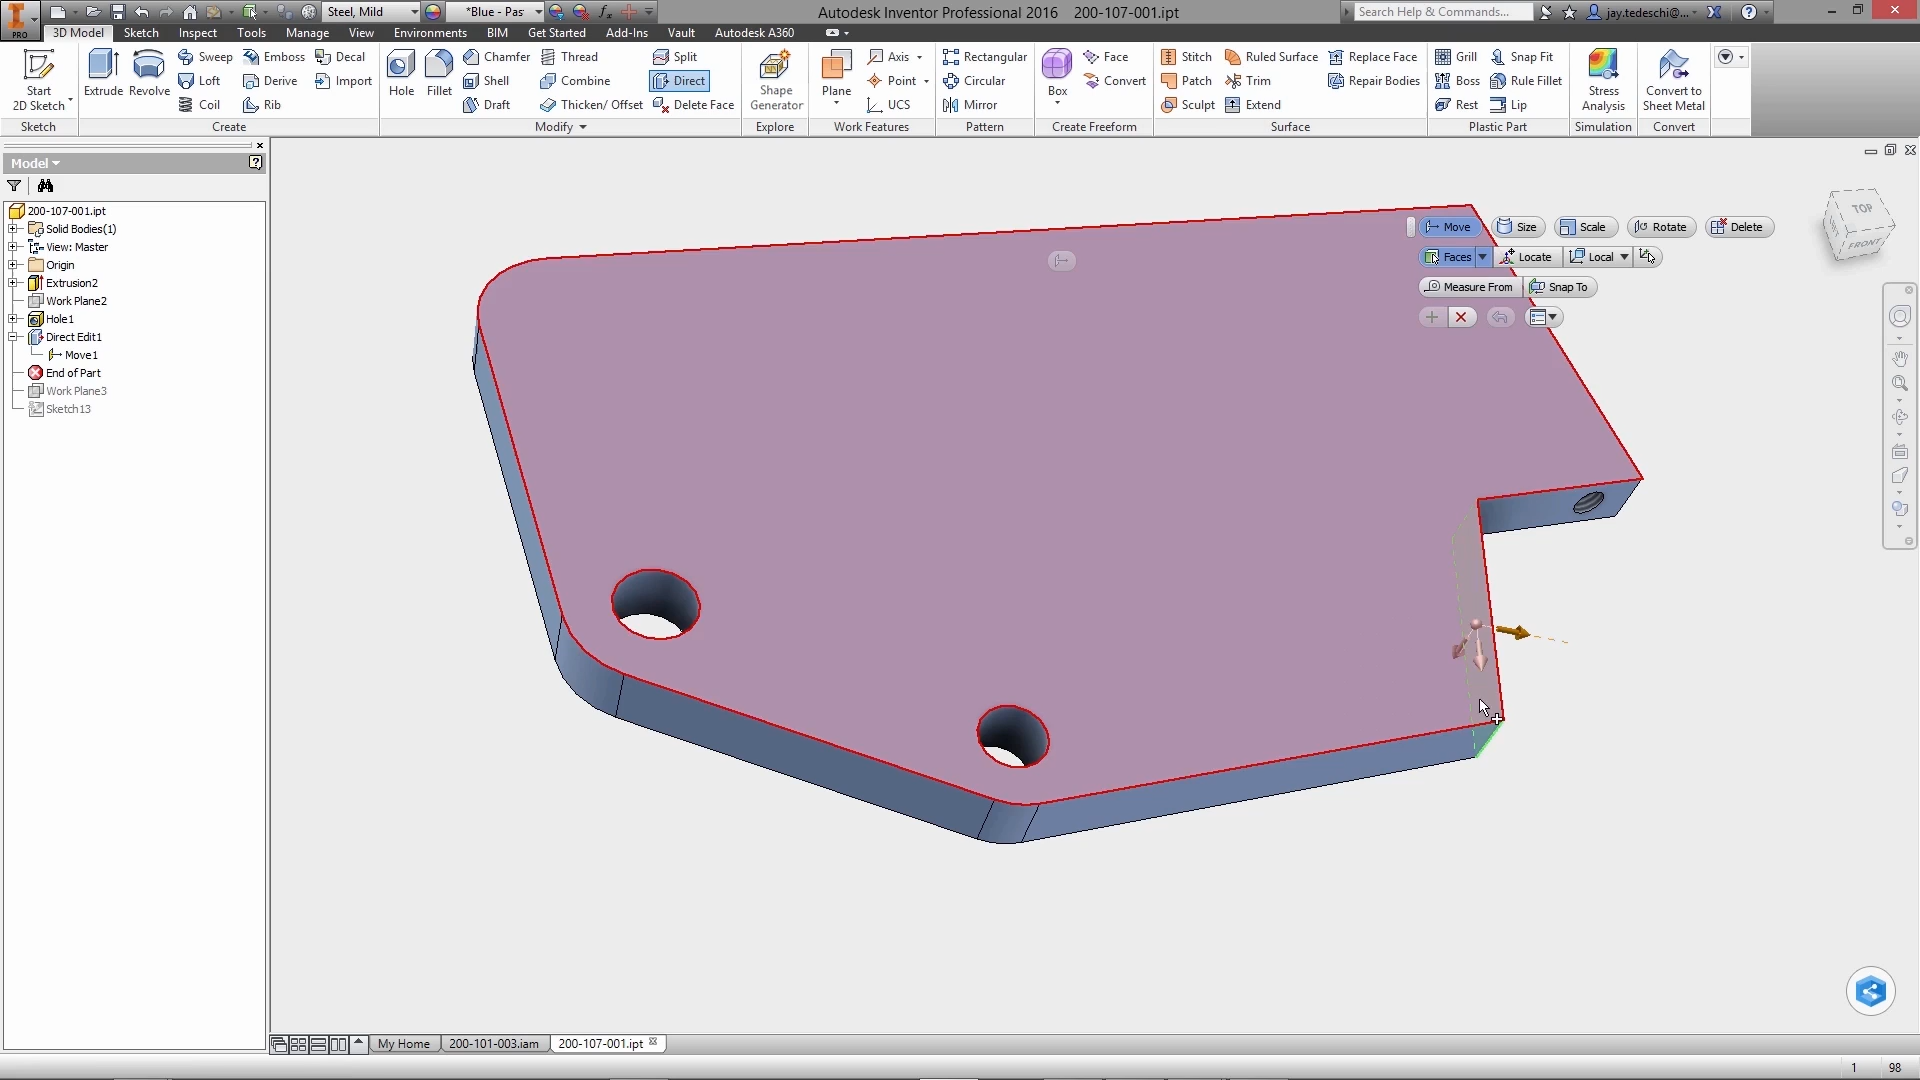 PRO
Steel, Mild
*Blue - Pas
fx
Autodesk Inventor Professional 2016 200-107-001.ipt
Search Help & Commands...
jay.tedeschi@...
3D Model Sketch Inspect Tools Manage View Environments BIM Get Started Add-Ins Vault Autodesk A360
Start
2D Sketch
Sketch
Extrude Revolve
Sweep Emboss Decal
Loft Derive Import
Coil Rib
Create
Hole Fillet
Chamfer Thread Split
Shell Combine Direct
Draft Thicken/ Offset Delete Face
Modify
Shape
Generator
Explore
Plane
Axis
Point
UCS
Work Features
Rectangular
Circular
Mirror
Pattern
Box
Face
Convert
Create Freeform
Stitch Ruled Surface Replace Face
Patch Trim Repair Bodies
Sculpt Extend
Surface
Grill Snap Fit
Boss Rule Fillet
Rest Lip
Plastic Part
Stress
Analysis
Simulation
Convert to
Sheet Metal
Convert
Model
200-107-001.ipt
Solid Bodies(1)
View: Master
Origin
Extrusion2
Work Plane2
Hole1
Direct Edit1
Move1
End of Part
Work Plane3
Sketch13
Move Size Scale Rotate Delete
Faces Locate Local
Measure From Snap To
TOP
FRONT
My Home 200-101-003.iam 200-107-001.ipt
1 98